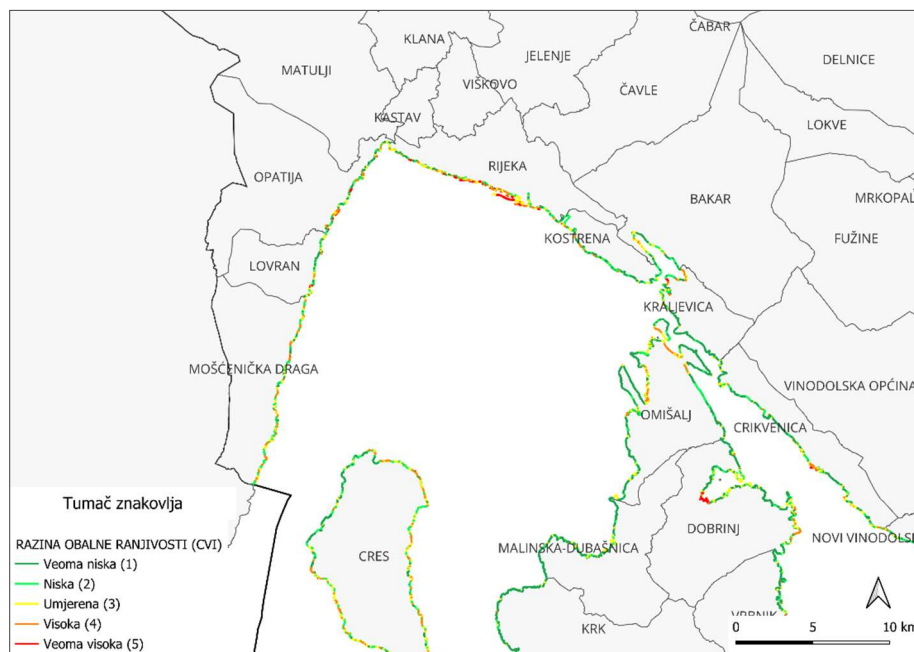 KLANA
ČABAR
JELENJE
DELNICE
MATULJI
VIŠKOVO
ČAVLE
KASTAV
LOKVE
RIJEKA
OPATIJA
BAKAR
MRKOPAL
KOSTRENA
FUŽINE
LOVRAN
KRALJEVICA
MOŠĆENIČKA DRAGA
VINODOLSKA OPĆINA
OMIŠALJ
CRIKVENICA
Tumač znakovlja
DOBRINJ
RAZINA OBALNE RANJIVOSTI (CVI)
NOVI VINODOLSK
MALINSKA-DUBAŠNICA
CRES
Veoma niska (1)
Niska (2)
Umjerena (3)
VRBNIK
KRK
Visoka (4)
Veoma visoka (5)
0 5 10 km